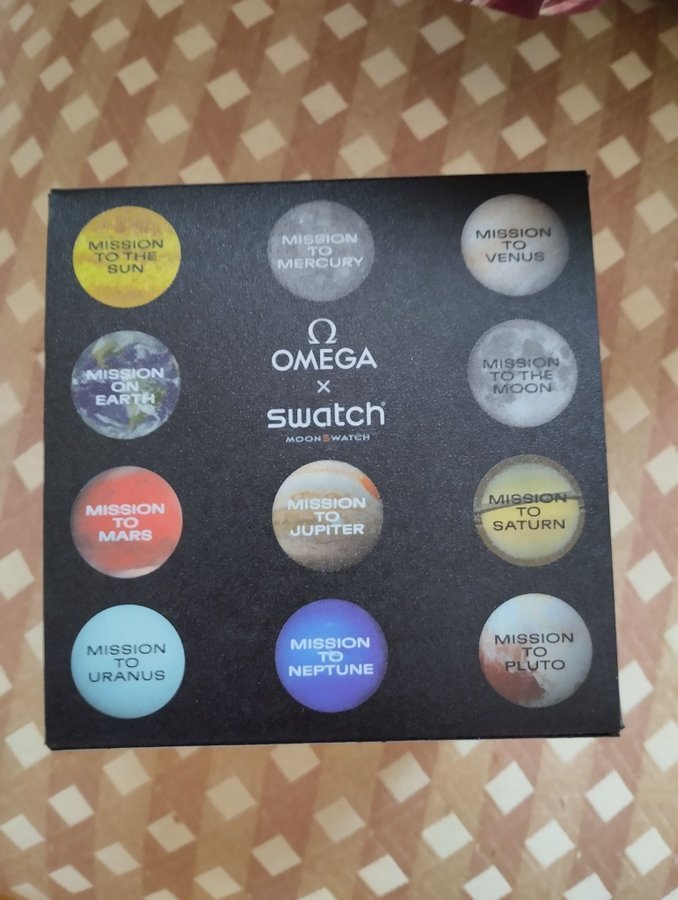 MISSION
TO THE
SUN
MISSION
TO
MERCURY
MISSION
TO
VENUS
MISSION
ON
EARTH
Ω
OMEGA
x
swatch®
MOONSWATCH
MISSION
TO THE
MOON
MISSION
TO
MARS
MISSION
TO
JUPITER
MISSION
TO
SATURN
MISSION
TO
URANUS
MISSION
TO
NEPTUNE
MISSION
TO
PLUTO